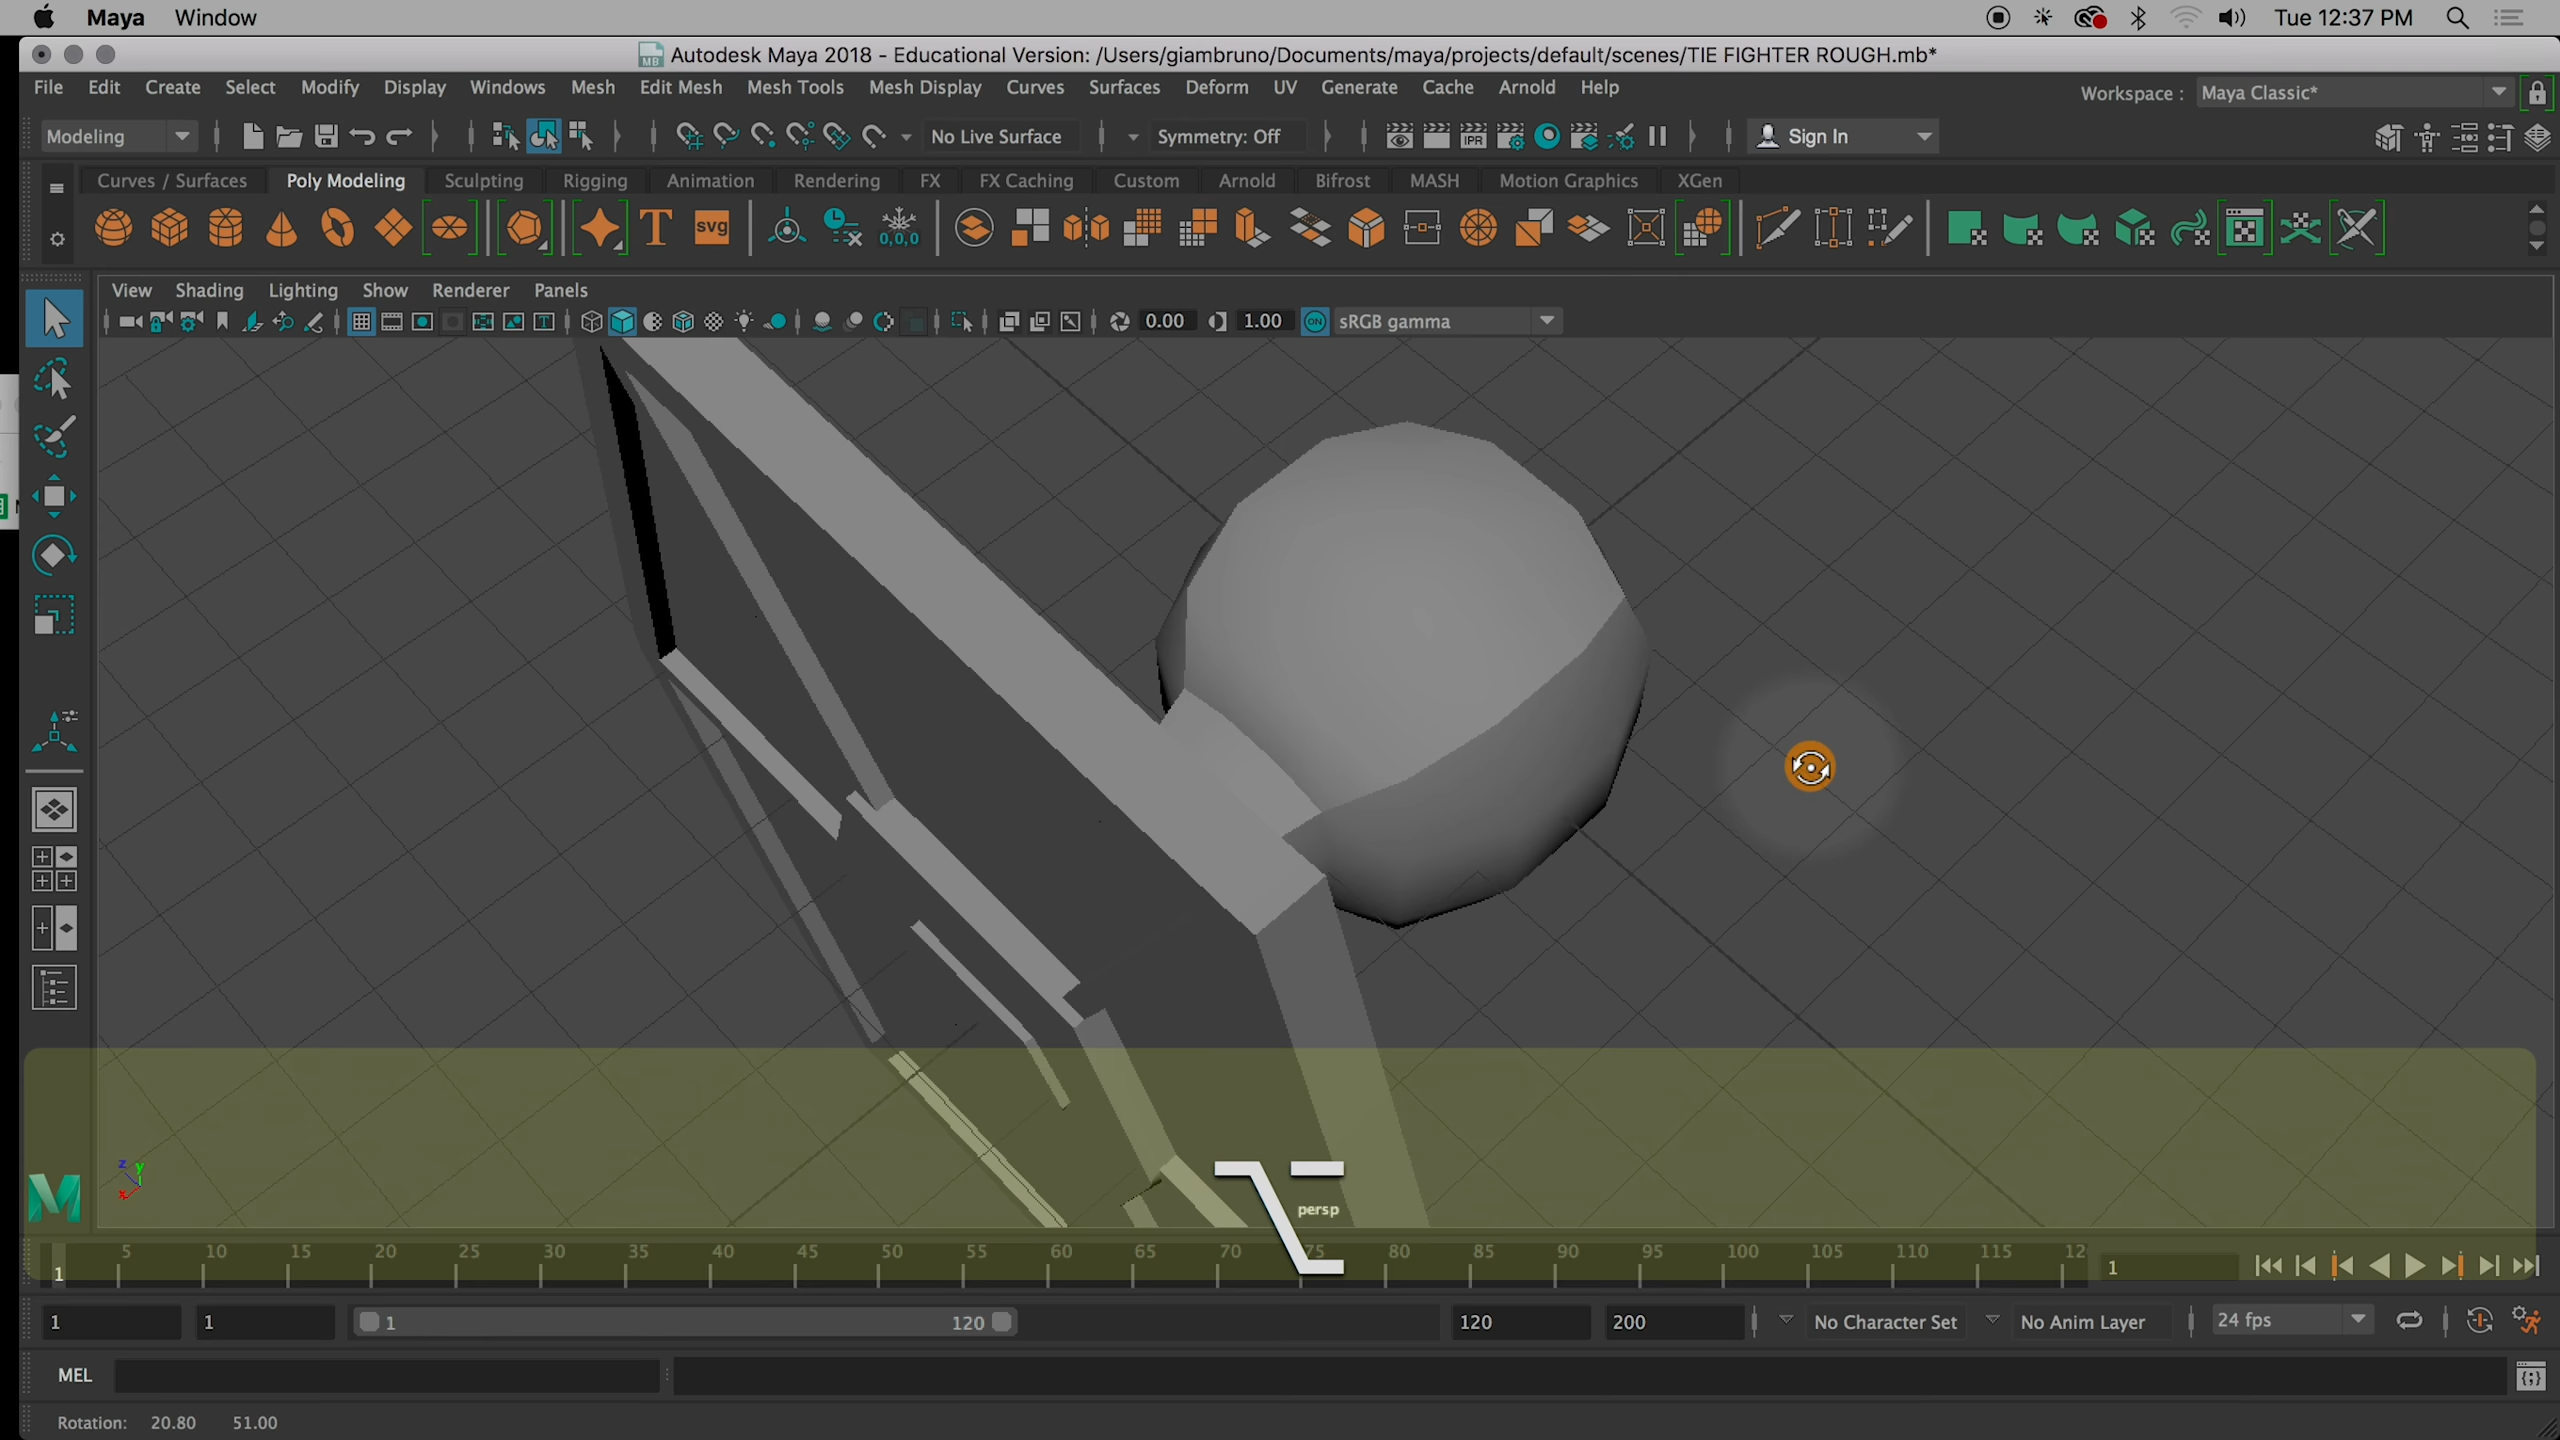 Maya Window Tue 12:37 PM
MB Autodesk Maya 2018 - Educational Version: /Users/giambruno/Documents/maya/projects/default/scenes/TIE FIGHTER ROUGH.mb*
File Edit Create Select Modify Display Windows Mesh Edit Mesh Mesh Tools Mesh Display Curves Surfaces Deform UV Generate Cache Arnold Help Workspace : Maya Classic*
Modeling No Live Surface Symmetry: Off IPR Sign In
Curves / Surfaces Poly Modeling Sculpting Rigging Animation Rendering FX FX Caching Custom Arnold Bifrost MASH Motion Graphics XGen
T svg 0,0,0
View Shading Lighting Show Renderer Panels
T 0.00 1.00 ON sRGB gamma
z y
x
M
persp
5 10 15 20 25 30 35 40 45 50 55 60 65 70 75 80 85 90 95 100 105 110 115 12
1 1
1 1 1 120 120 200 No Character Set No Anim Layer 24 fps
MEL
Rotation: 20.80 51.00